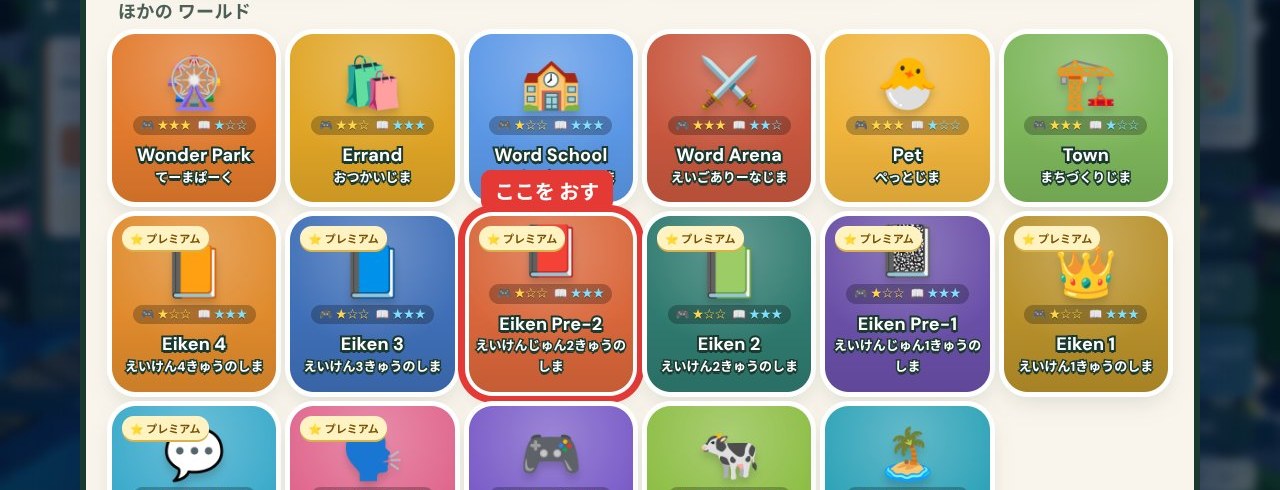 ほかの ワールド
★★★ ★☆☆
Wonder Park
てーまぱーく
★★☆ ★★★
Errand
おつかいじま
★☆☆ ★★★
Word School
ここを おす
★★★ ★★☆
Word Arena
えいごありーなじま
★★★ ★☆☆
Pet
ぺっとじま
★★★ ★☆☆
Town
まちづくりじま
プレミアム
★☆☆ ★★★
Eiken 4
えいけん4きゅうのしま
プレミアム
★☆☆ ★★★
Eiken 3
えいけん3きゅうのしま
プレミアム
★☆☆ ★★★
Eiken Pre-2
えいけんじゅん2きゅうの
しま
プレミアム
★☆☆ ★★★
Eiken 2
えいけん2きゅうのしま
プレミアム
★☆☆ ★★★
Eiken Pre-1
えいけんじゅん1きゅうの
しま
プレミアム
★☆☆ ★★★
Eiken 1
えいけん1きゅうのしま
プレミアム
プレミアム